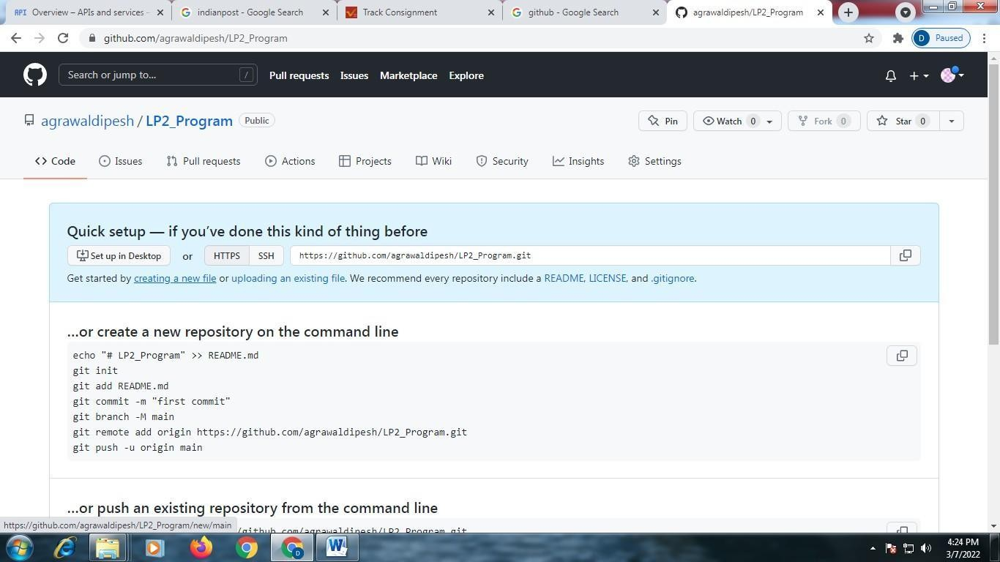 API Overview – APIs and services –
indianpost - Google Search
Track Consignment
github - Google Search
agrawaldipesh/LP2_Program
github.com/agrawaldipesh/LP2_Program
D Paused
Search or jump to... /
Pull requests Issues Marketplace Explore
agrawaldipesh / LP2_Program Public
Pin Watch 0 Fork 0 Star 0
<> Code Issues Pull requests Actions Projects Wiki Security Insights Settings
Quick setup — if you’ve done this kind of thing before
Set up in Desktop or HTTPS SSH https://github.com/agrawaldipesh/LP2_Program.git
Get started by creating a new file or uploading an existing file. We recommend every repository include a README, LICENSE, and .gitignore.
…or create a new repository on the command line
echo "# LP2_Program" >> README.md
git init
git add README.md
git commit -m "first commit"
git branch -M main
git remote add origin https://github.com/agrawaldipesh/LP2_Program.git
git push -u origin main
…or push an existing repository from the command line
https://github.com/agrawaldipesh/LP2_Program/new/main
/github.com/agrawaldipesh/LP2_Program.git
D
W
4:24 PM
3/7/2022